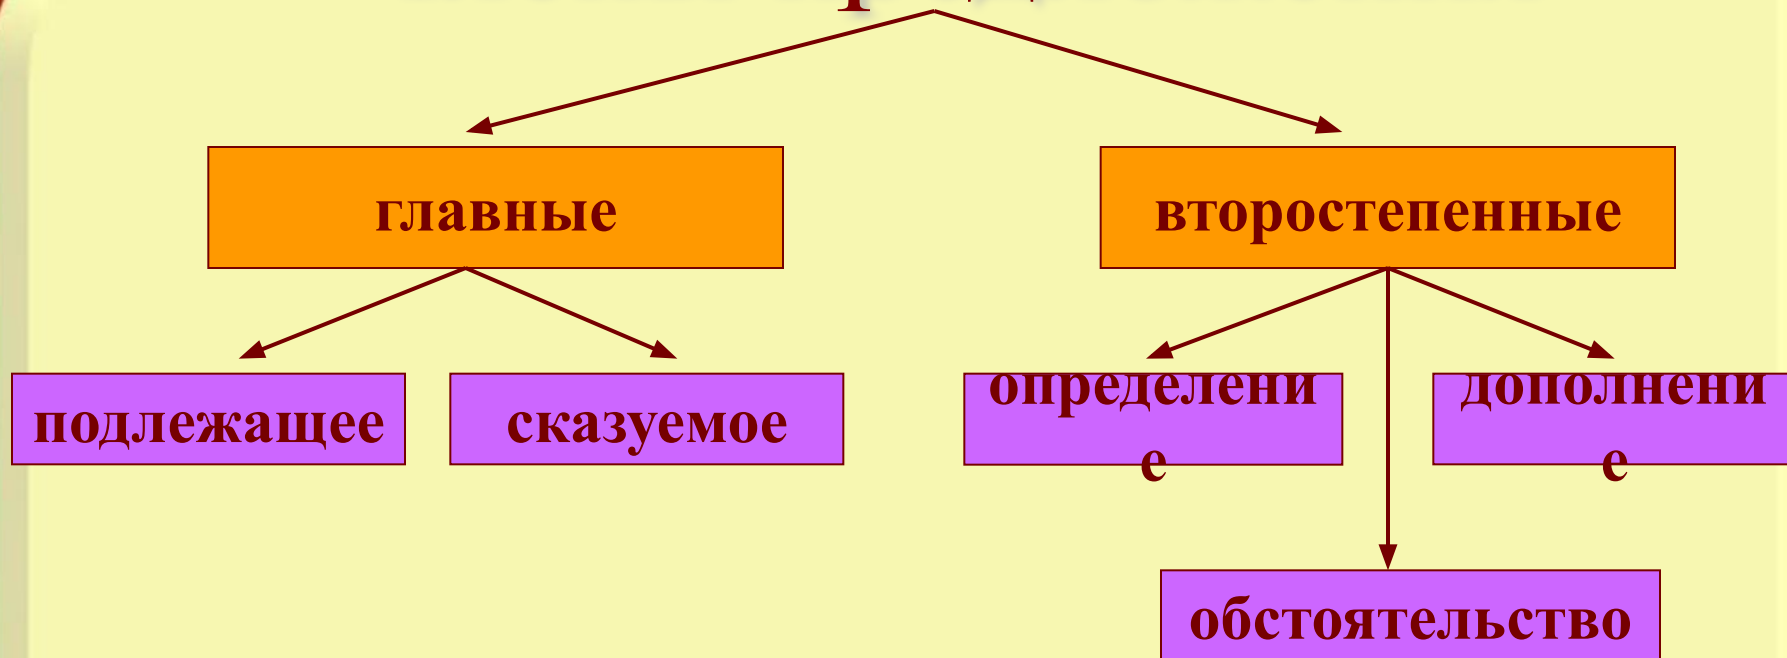 главные
второстепенные
подлежащее
сказуемое
определени
е
дополнени
е
обстоятельство